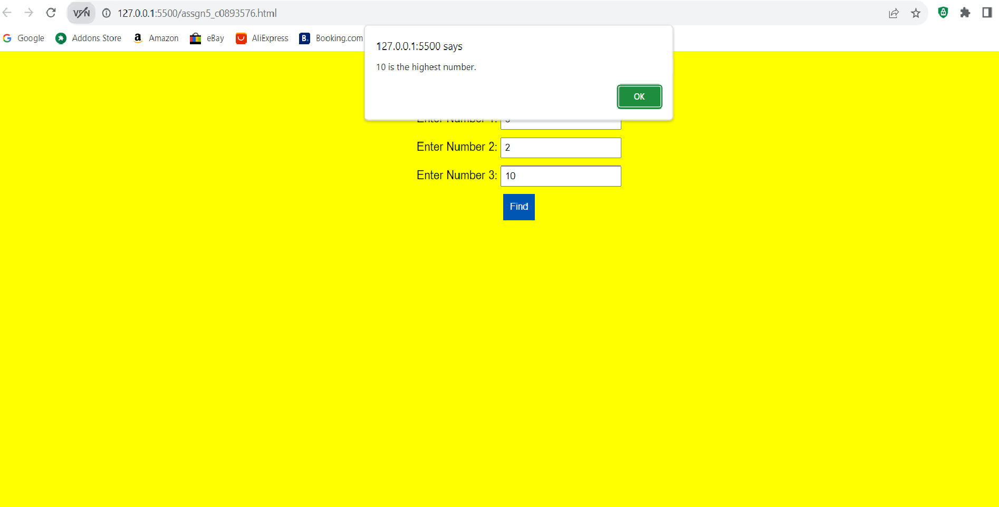 VPN 127.0.0.1:5500/assgn5_c0893576.html
Google Addons Store Amazon eBay AliExpress Booking.com
127.0.0.1:5500 says
10 is the highest number.
OK
Enter Number 1:
Enter Number 2: 2
Enter Number 3: 10
Find